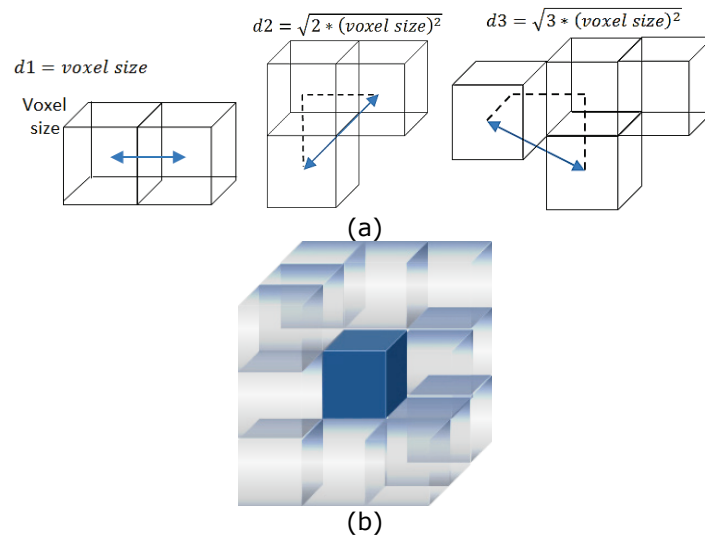 d1 = voxel size
d2 = √2 * (voxel size)²
d3 = √3 * (voxel size)²
Voxel
size
(a)
(b)